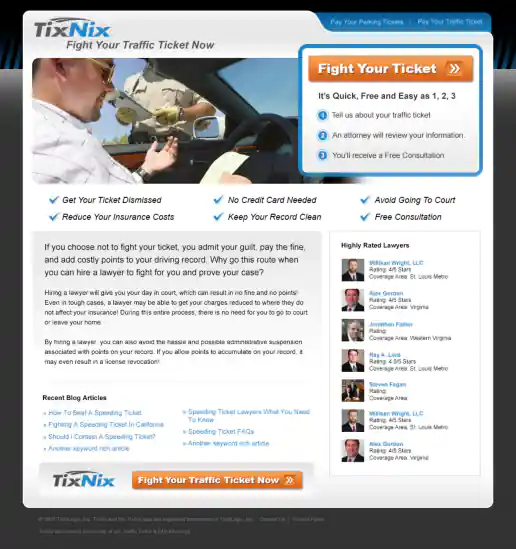 Pay Your Parking Tickets | Pay Your Traffic Ticket
TixNix
Fight Your Traffic Ticket Now
Fight Your Ticket
It's Quick, Free and Easy as 1, 2, 3
1 Tell us about your traffic ticket
2 An attorney will review your information.
3 You'll receive a Free Consultation
Get Your Ticket Dismissed
No Credit Card Needed
Avoid Going To Court
Reduce Your Insurance Costs
Keep Your Record Clean
Free Consultation
If you choose not to fight your ticket, you admit your guilt, pay the fine,
and add costly points to your driving record. Why go this route when
you can hire a lawyer to fight for you and prove your case?
Hiring a lawyer will give you your day in court, which can result in no fine and no points!
Even in tough cases, a lawyer may be able to get your charges reduced to where they do
not affect your insurance! During this entire process, there is no need for you to go to court
or leave your home.
By hiring a lawyer, you can also avoid the hassle and possible administrative suspension
associated with points on your record. If you allow points to accumulate on your record, it
may even result in a license revocation!
Highly Rated Lawyers
Millikan Wright, LLC
Rating: 4/5 Stars
Coverage Area: St. Louis Metro
Alex Gordon
Rating: 4/5 Stars
Coverage Area: Virginia
Jonathan
Rating:
Coverage Area: Western Virginia
Ray A.
Rating: 4.5/5 Stars
Coverage Area: St. Louis Metro
Steven Fagan
Rating:
Coverage Area:
Millikan Wright, LLC
Rating: 4/5 Stars
Coverage Area: St. Louis Metro
Alex Gordon
Rating: 4/5 Stars
Coverage Area: Virginia
Recent Blog Articles
» How To Beat A Speeding Ticket
» Fighting A Speeding Ticket In California
» Should I Contest A Speeding Ticket?
» Another keyword rich article
» Speeding Ticket Lawyers What You Need
To Know
» Speeding Ticket FAQs
» Another keyword rich article
TixNix
Fight Your Traffic Ticket Now